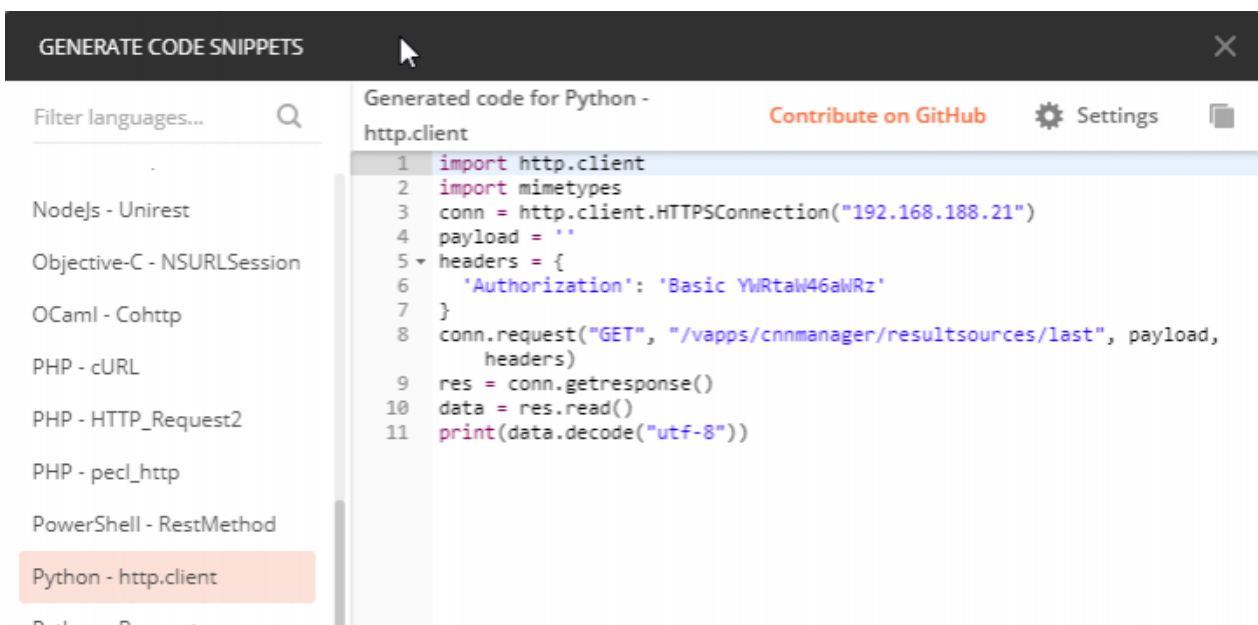 GENERATE CODE SNIPPETS
Filter languages...
NodeJs - Unirest
Objective-C - NSURLSession
OCaml - Cohttp
PHP - cURL
PHP - HTTP_Request2
PHP - pecl_http
PowerShell - RestMethod
Python - http.client
Generated code for Python -
http.client
Contribute on GitHub
Settings
1 import http.client
2 import mimetypes
3 conn = http.client.HTTPSConnection("192.168.188.21")
4 payload = ''
5 headers = {
6 'Authorization': 'Basic YWRtaW46aWRz'
7 }
8 conn.request("GET", "/vapps/cnnmanager/resultsources/last", payload,
headers)
9 res = conn.getresponse()
10 data = res.read()
11 print(data.decode("utf-8"))